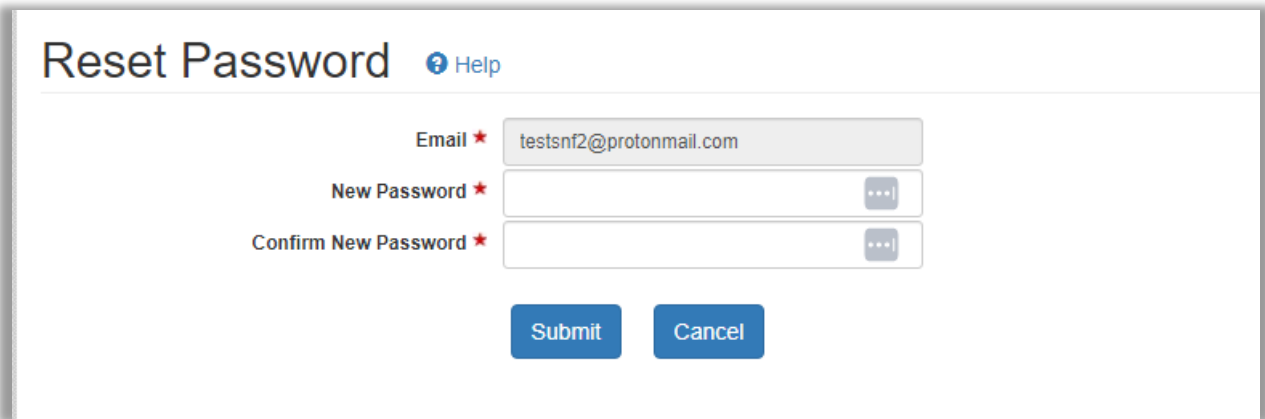 Reset Password Help
Email
testsnf2@protonmail.com
New Password
Confirm New Password
Submit Cancel